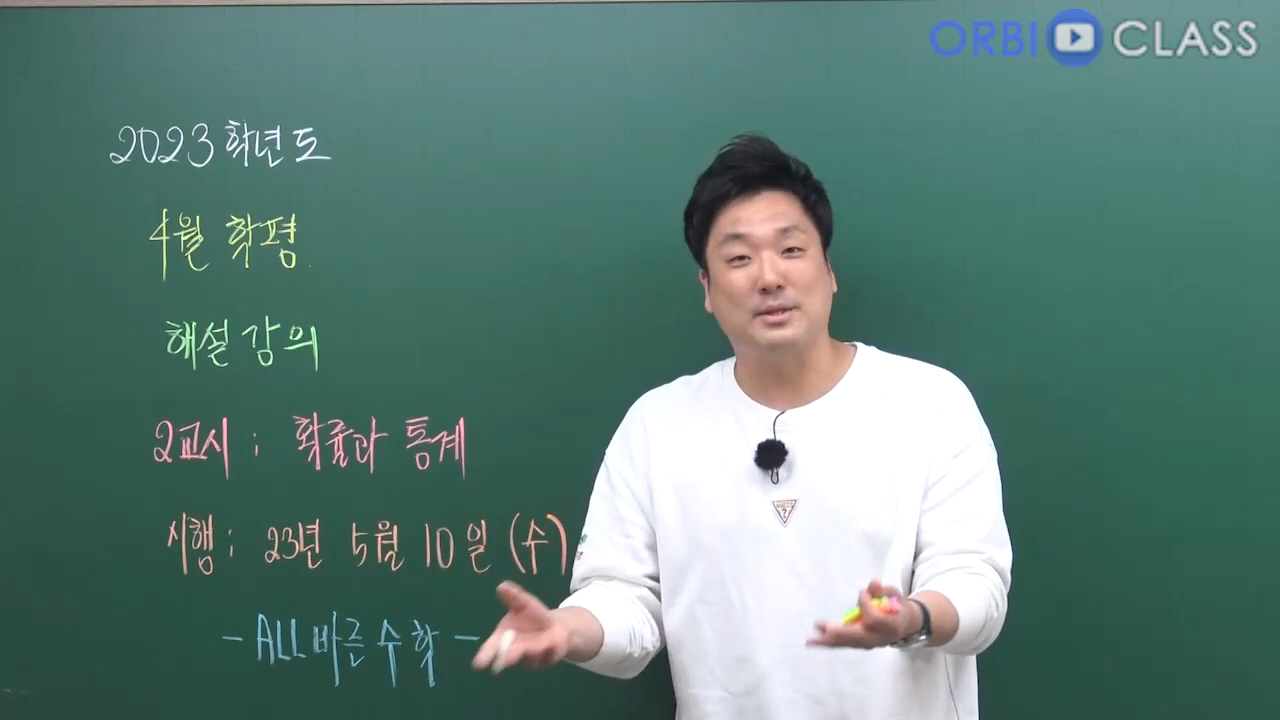 ORBI CLASS
2023학년도
4월 학평
해설강의
2교시 : 확률과 통계
시행 : 23년 5월 10일 (수)
- ALL바른수학 -
?